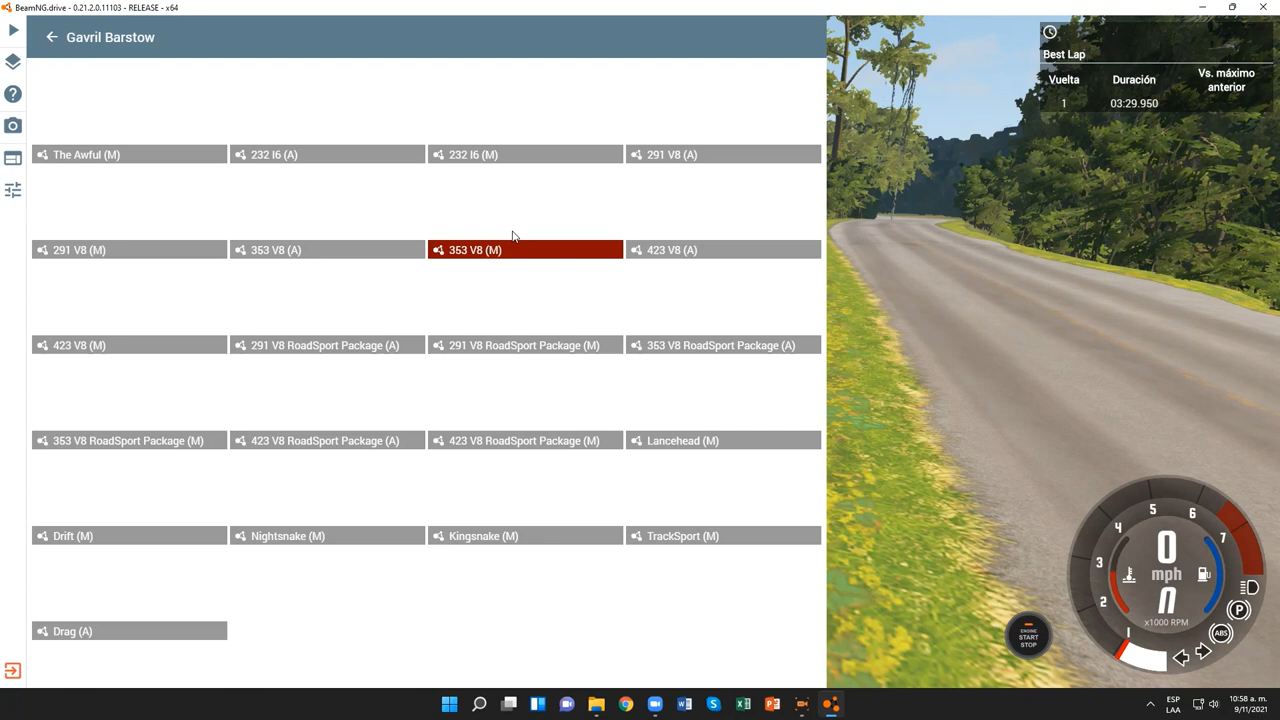 BeamNG.drive - 0.21.2.0.11103 - RELEASE - x64
Gavril Barstow
Best Lap
Vuelta Duración Vs. máximo anterior
1 03:29.950
The Awful (M) 232 I6 (A) 232 I6 (M) 291 V8 (A)
291 V8 (M) 353 V8 (A) 353 V8 (M) 423 V8 (A)
423 V8 (M) 291 V8 RoadSport Package (A) 291 V8 RoadSport Package (M) 353 V8 RoadSport Package (A)
353 V8 RoadSport Package (M) 423 V8 RoadSport Package (A) 423 V8 RoadSport Package (M) Lancehead (M)
Drift (M) Nightsnake (M) Kingsnake (M) TrackSport (M)
Drag (A)
1 2 3 4 5 6 7
0
mph
n
x1000 RPM
P
ABS
ENGINE
START
STOP
ESP
LAA
10:58 a. m.
9/11/2021